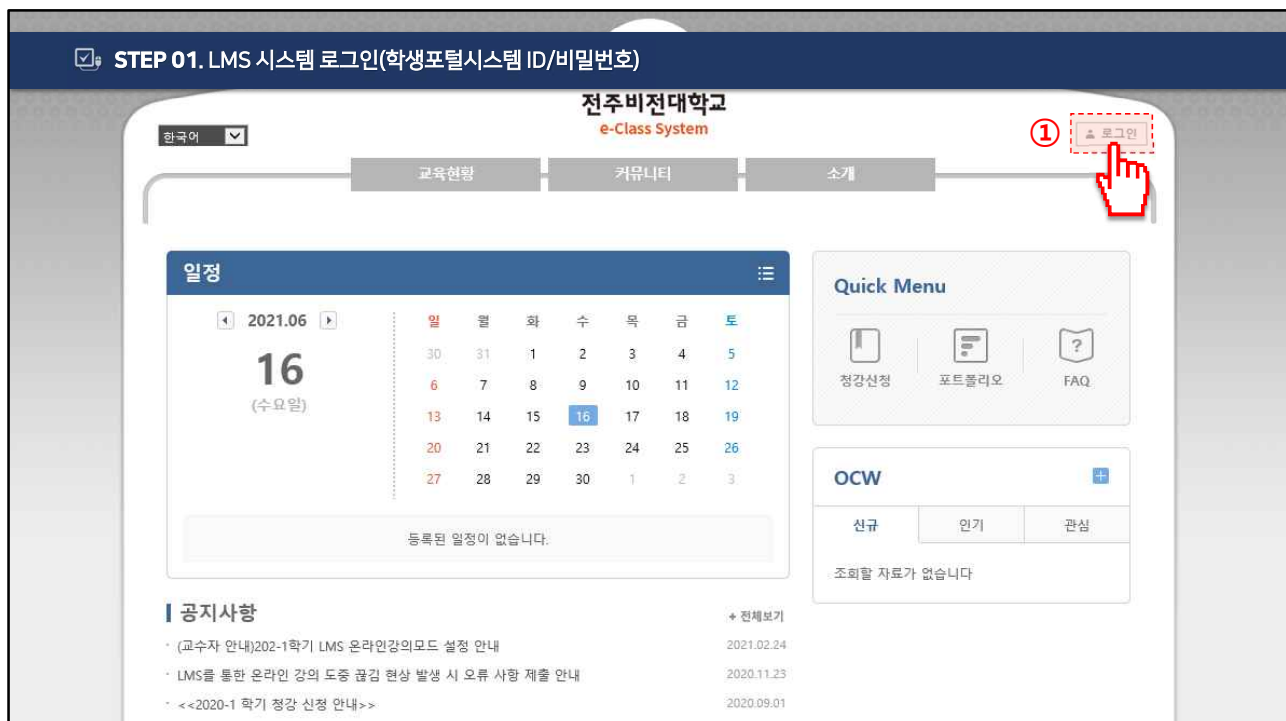 STEP 01. LMS 시스템 로그인(학생포털시스템 ID/비밀번호)
전주비전대학교
e-Class System
한국어
① 로그인
교육현황 커뮤니티 소개
일정
2021.06
16
(수요일)
일 월 화 수 목 금 토
30 31 1 2 3 4 5
6 7 8 9 10 11 12
13 14 15 16 17 18 19
20 21 22 23 24 25 26
27 28 29 30 1 2 3
등록된 일정이 없습니다.
Quick Menu
청강신청 포트폴리오 FAQ
OCW
신규 인기 관심
조회할 자료가 없습니다
공지사항 + 전체보기
· (교수자 안내)202-1학기 LMS 온라인강의모드 설정 안내 2021.02.24
· LMS를 통한 온라인 강의 도중 끊김 현상 발생 시 오류 사항 제출 안내 2020.11.23
· <<2020-1 학기 청강 신청 안내>> 2020.09.01